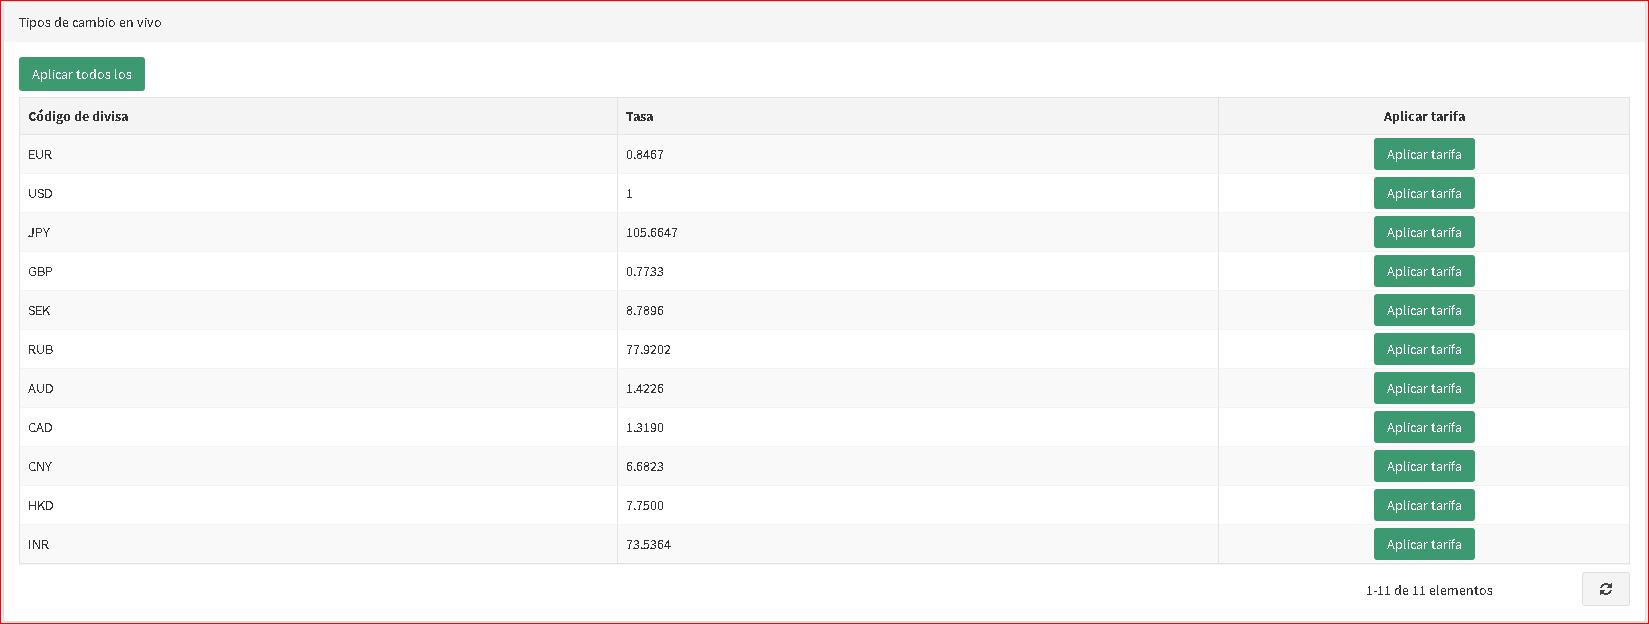 Tipos de cambio en vivo
Aplicar todos los
Código de divisa Tasa Aplicar tarifa
EUR 0.8467 Aplicar tarifa
USD 1 Aplicar tarifa
JPY 105.6647 Aplicar tarifa
GBP 0.7733 Aplicar tarifa
SEK 8.7896 Aplicar tarifa
RUB 77.9202 Aplicar tarifa
AUD 1.4226 Aplicar tarifa
CAD 1.3190 Aplicar tarifa
CNY 6.6823 Aplicar tarifa
HKD 7.7500 Aplicar tarifa
INR 73.5364 Aplicar tarifa
1-11 de 11 elementos